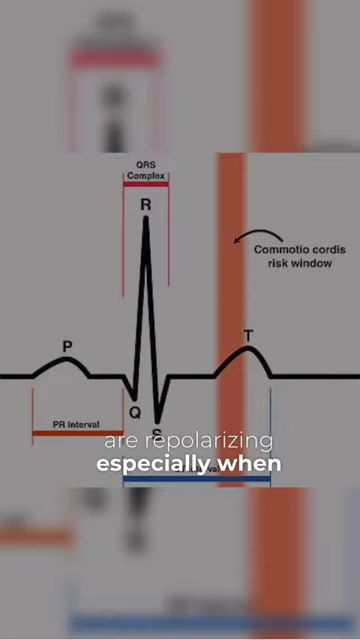 QRS
Complex
R
Commotio cordis
risk window
P
T
Q
PR Interval
S
are repolarizing
especially when